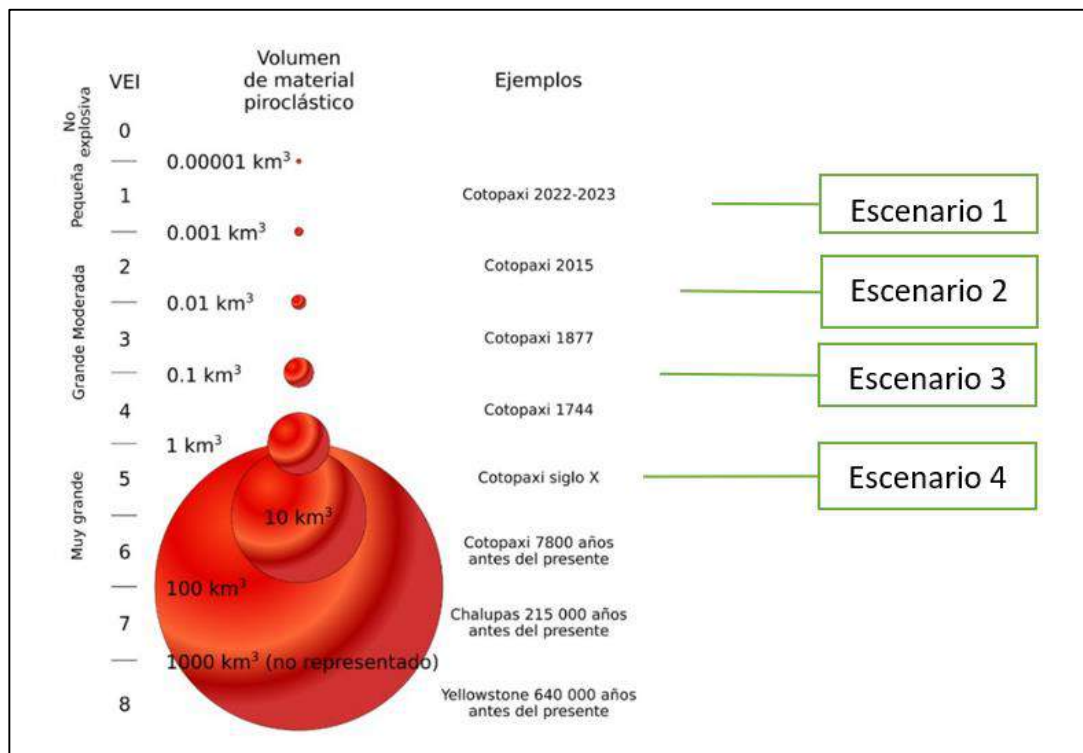 VEI
Volumen
de material
piroclástico
Ejemplos
No
explosiva
0
0.00001 km³
Pequeña
1
Cotopaxi 2022-2023
Escenario 1
0.001 km³
2
Cotopaxi 2015
Escenario 2
Moderada
0.01 km³
3
Cotopaxi 1877
Grande
0.1 km³
Escenario 3
4
Cotopaxi 1744
1 km³
Muy grande
5
Cotopaxi siglo X
Escenario 4
10 km³
6
Cotopaxi 7800 años
antes del presente
100 km³
7
Chalupas 215 000 años
antes del presente
1000 km³ (no representado)
8
Yellowstone 640 000 años
antes del presente